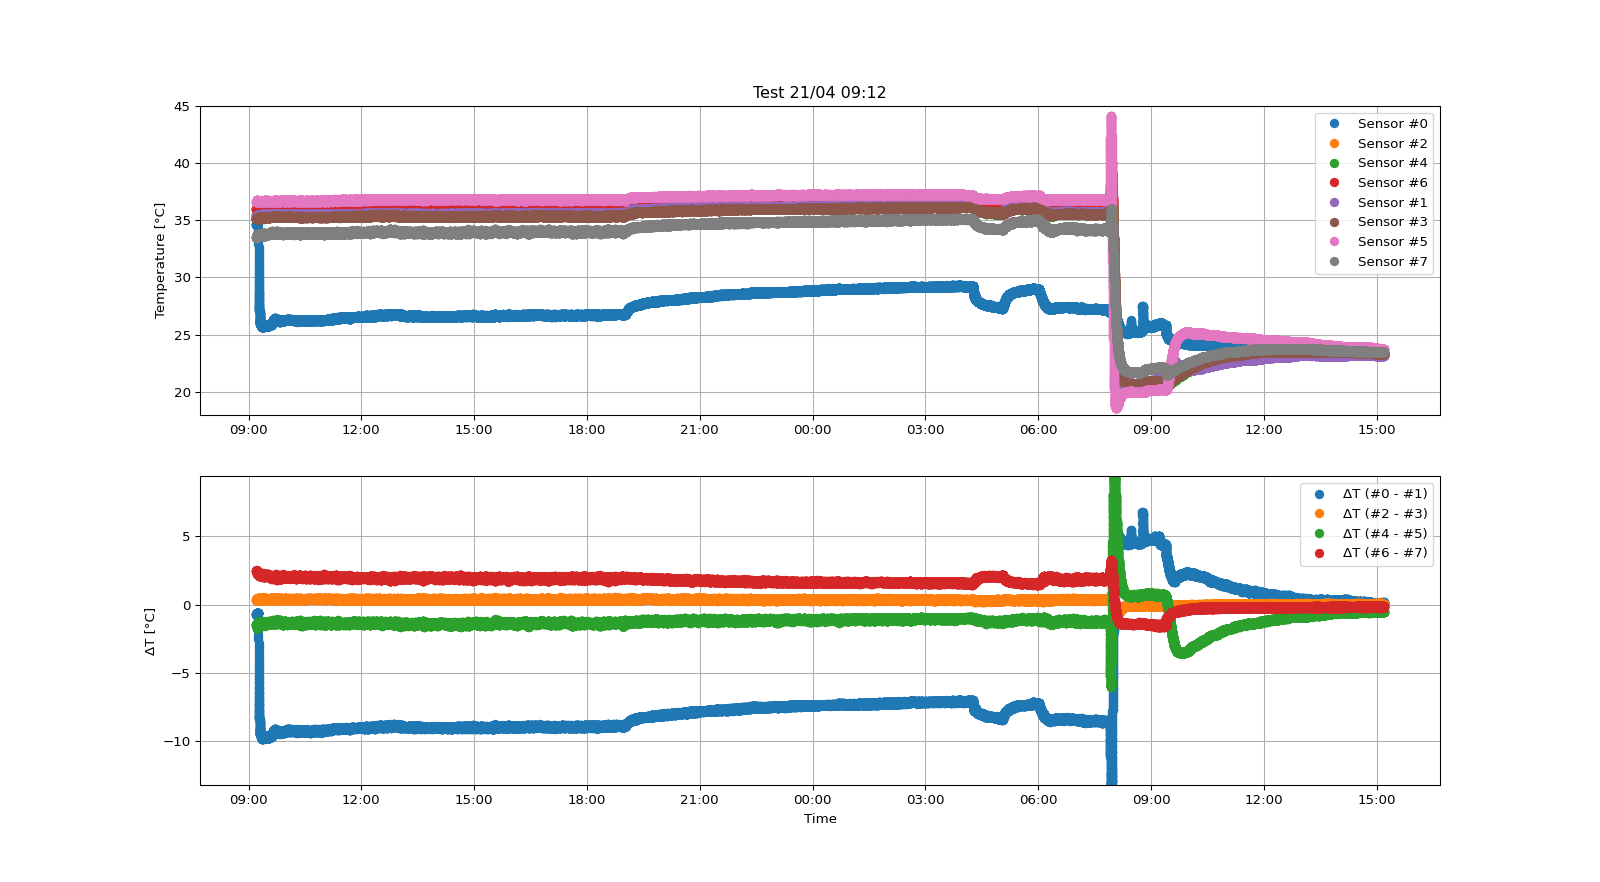 Test 21/04 09:12
Temperature [°C]
45
40
35
30
25
20
Sensor #0
Sensor #2
Sensor #4
Sensor #6
Sensor #1
Sensor #3
Sensor #5
Sensor #7
09:00 12:00 15:00 18:00 21:00 00:00 03:00 06:00 09:00 12:00 15:00
ΔT [°C]
5
0
−5
−10
ΔT (#0 - #1)
ΔT (#2 - #3)
ΔT (#4 - #5)
ΔT (#6 - #7)
09:00 12:00 15:00 18:00 21:00 00:00 03:00 06:00 09:00 12:00 15:00
Time